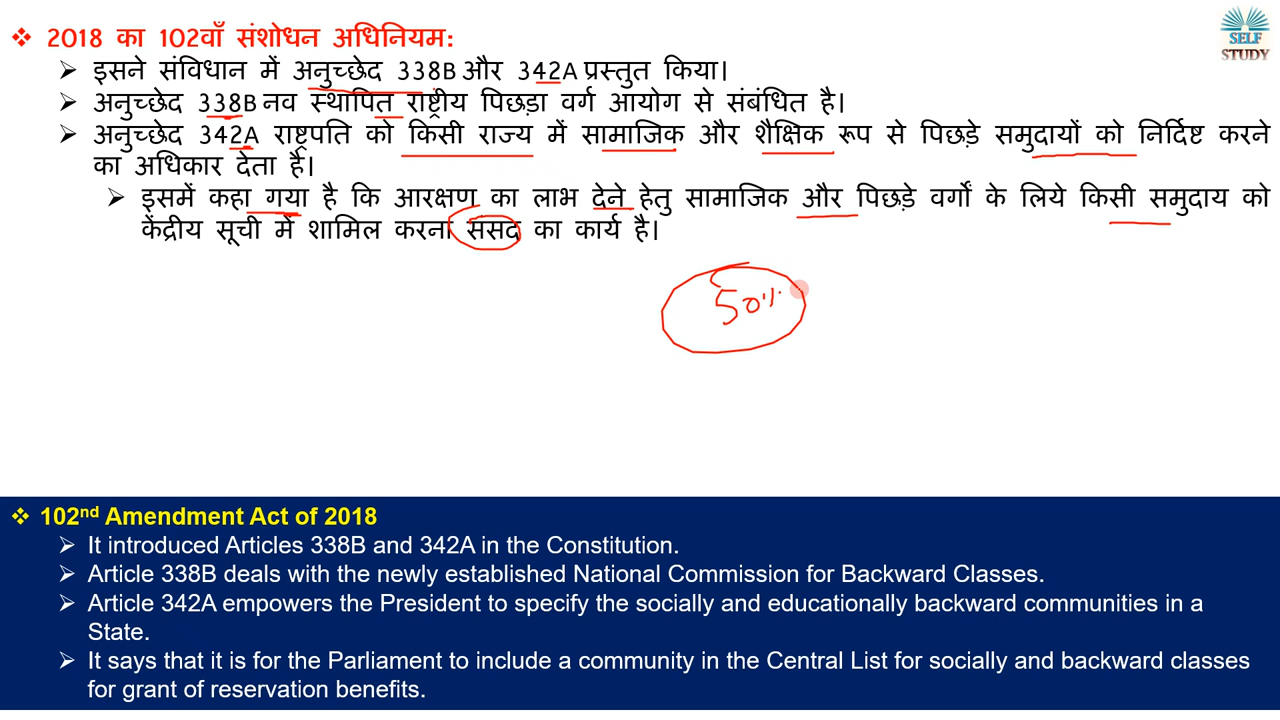 SELF
STUDY
❖ 2018 का 102वाँ संशोधन अधिनियम:
➢ इसने संविधान में अनुच्छेद 338B और 342A प्रस्तुत किया।
➢ अनुच्छेद 338B नव स्थापित राष्ट्रीय पिछड़ा वर्ग आयोग से संबंधित है।
➢ अनुच्छेद 342A राष्ट्रपति को किसी राज्य में सामाजिक और शैक्षिक रूप से पिछड़े समुदायों को निर्दिष्ट करने
का अधिकार देता है।
➢ इसमें कहा गया है कि आरक्षण का लाभ देने हेतु सामाजिक और पिछड़े वर्गों के लिये किसी समुदाय को
केंद्रीय सूची में शामिल करना संसद का कार्य है।
50%
❖ 102nd Amendment Act of 2018
➢ It introduced Articles 338B and 342A in the Constitution.
➢ Article 338B deals with the newly established National Commission for Backward Classes.
➢ Article 342A empowers the President to specify the socially and educationally backward communities in a
State.
➢ It says that it is for the Parliament to include a community in the Central List for socially and backward classes
for grant of reservation benefits.